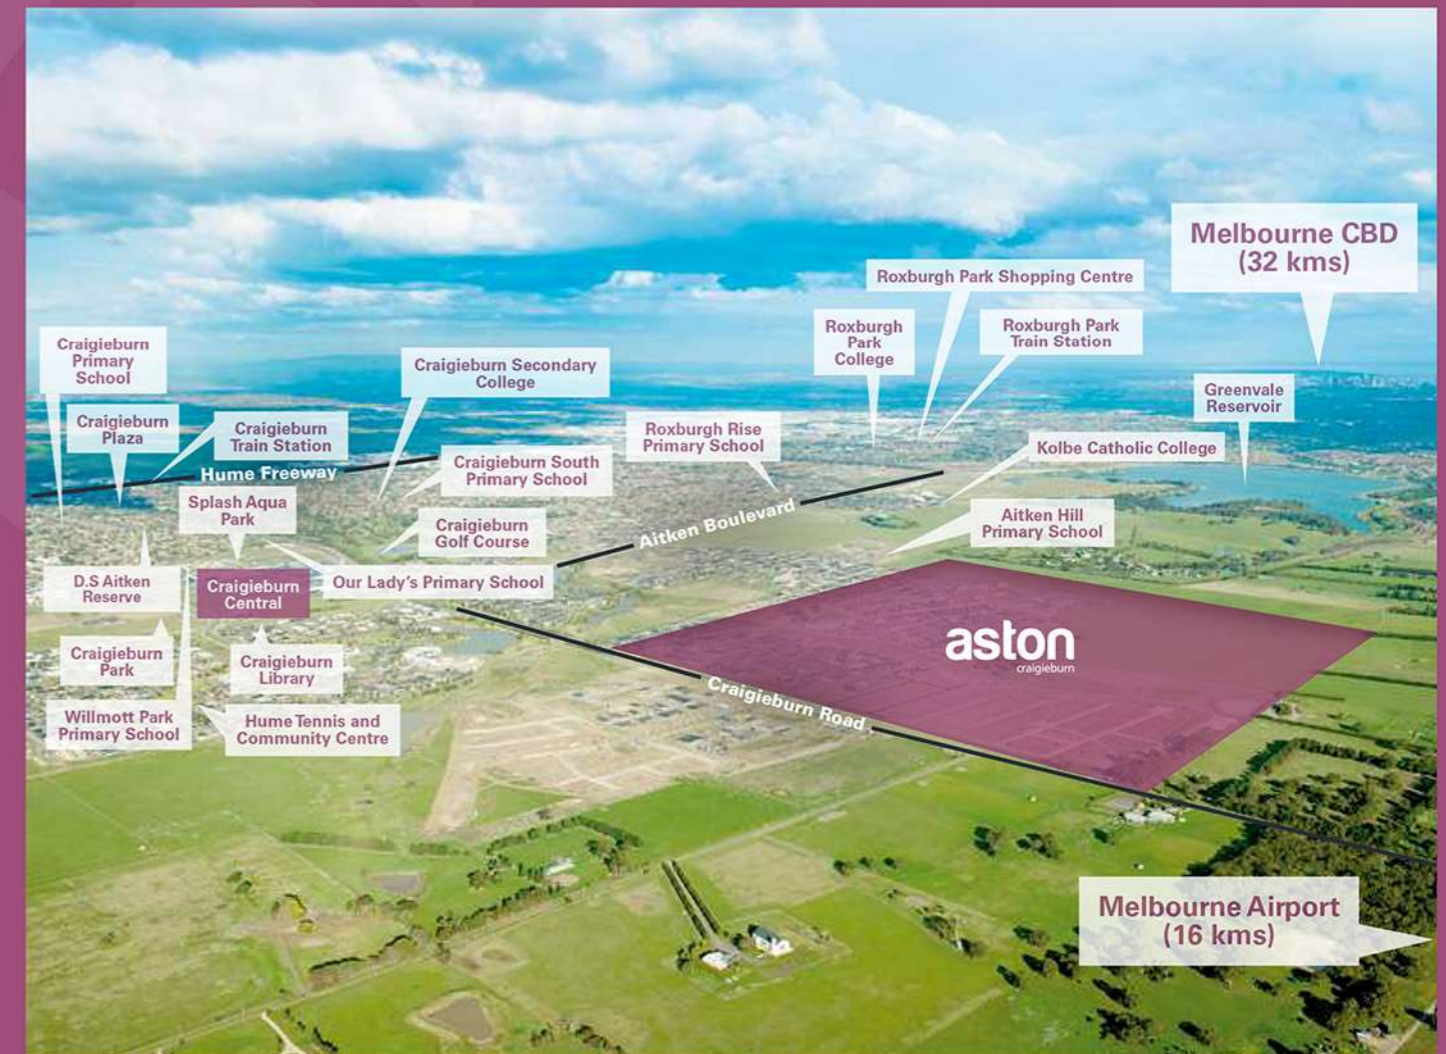 Melbourne CBD
(32 kms)
Roxburgh Park Shopping Centre
Roxburgh
Park
College
Roxburgh Park
Train Station
Craigieburn
Primary
School
Craigieburn Secondary
College
Greenvale
Reservoir
Craigieburn
Plaza
Craigieburn
Train Station
Roxburgh Rise
Primary School
Kolbe Catholic College
Hume Freeway
Craigieburn South
Primary School
Splash Aqua
Park
Aitken Boulevard
Aitken Hill
Primary School
Craigieburn
Golf Course
D.S Aitken
Reserve
Craigieburn
Central
Our Lady's Primary School
aston
craigieburn
Craigieburn
Park
Craigieburn
Library
Craigieburn Road
Willmott Park
Primary School
Hume Tennis and
Community Centre
Melbourne Airport
(16 kms)